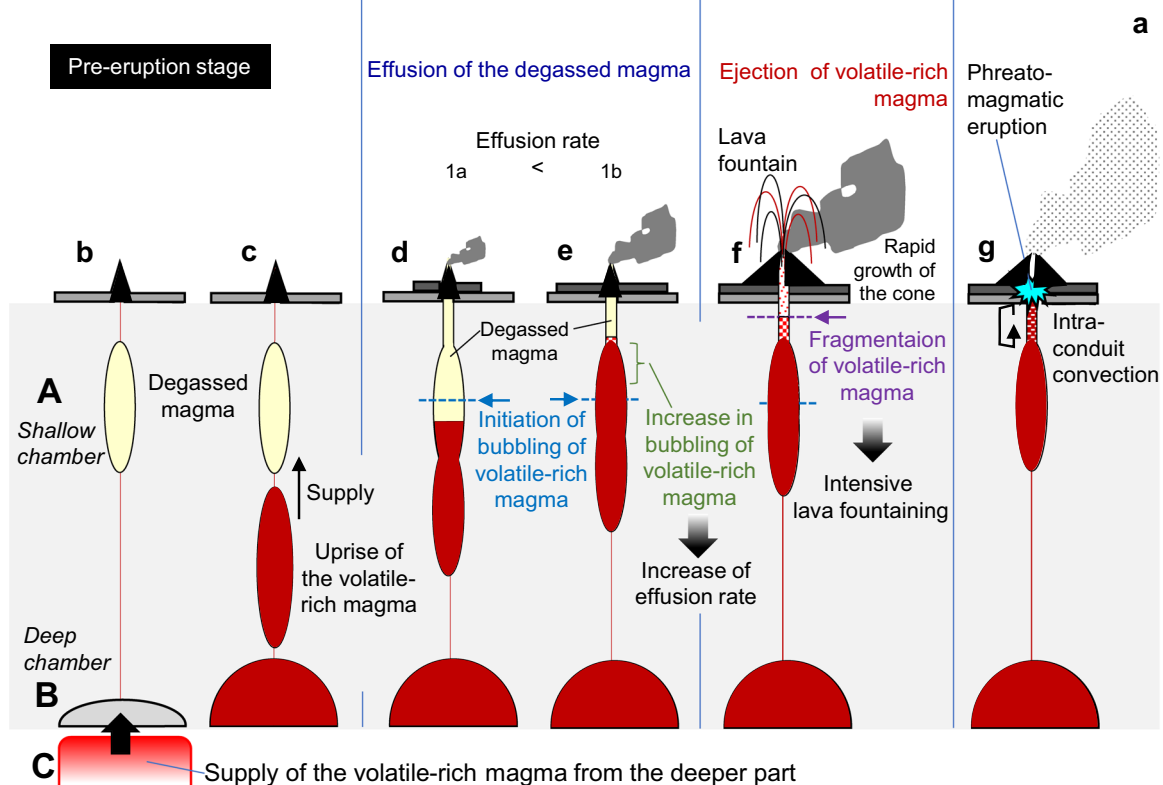 a
Pre-eruption stage
Effusion of the degassed magma
Ejection of volatile-rich
magma
Phreato-
magmatic
eruption
Effusion rate
1a < 1b
Lava
fountain
b
c
d
e
f
g
Rapid
growth of
the cone
Degassed
magma
Fragmentaion
of volatile-rich
magma
Intra-
conduit
convection
A
Shallow
chamber
Degassed
magma
Initiation of
bubbling of
volatile-rich
magma
Increase in
bubbling of
volatile-rich
magma
Intensive
lava fountaining
Supply
Uprise of
the volatile-
rich magma
Increase of
effusion rate
Deep
chamber
B
C
Supply of the volatile-rich magma from the deeper part